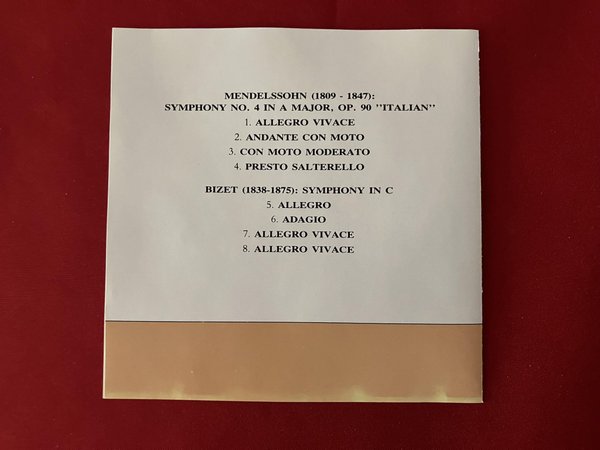 MENDELSSOHN (1809 - 1847):
SYMPHONY NO. 4 IN A MAJOR, OP. 90 ''ITALIAN''
1. ALLEGRO VIVACE
2. ANDANTE CON MOTO
3. CON MOTO MODERATO
4. PRESTO SALTERELLO
BIZET (1838-1875): SYMPHONY IN C
5. ALLEGRO
6. ADAGIO
7. ALLEGRO VIVACE
8. ALLEGRO VIVACE